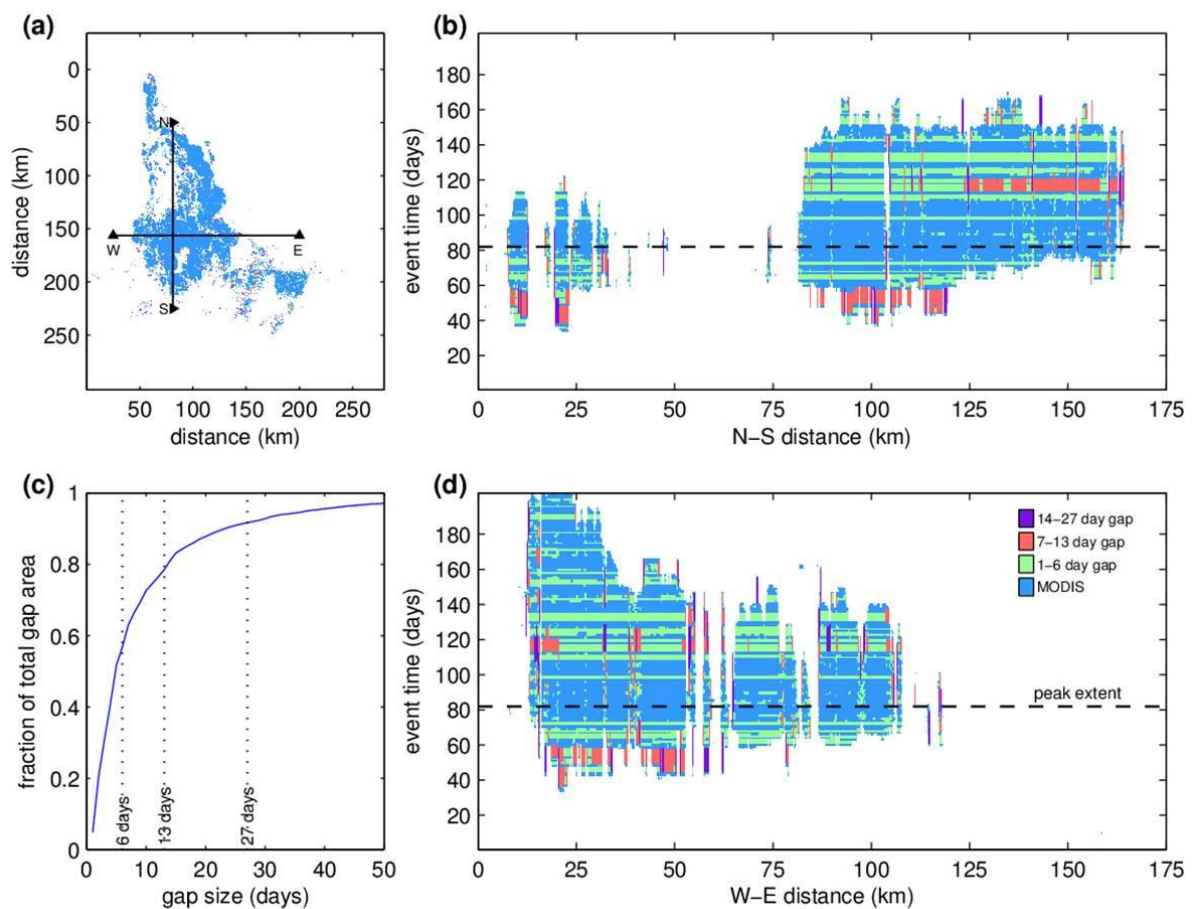 (a)
0
50
100
150
200
250
distance (km)
50 100 150 200 250
distance (km)
N
S
W
E
(b)
180
160
140
120
100
80
60
40
20
event time (days)
0 25 50 75 100 125 150 175
N−S distance (km)
(c)
1
0.8
0.6
0.4
0.2
0
fraction of total gap area
6 days
13 days
27 days
0 10 20 30 40 50
gap size (days)
(d)
180
160
140
120
100
80
60
40
20
event time (days)
14−27 day gap
7−13 day gap
1−6 day gap
MODIS
peak extent
0 25 50 75 100 125 150 175
W−E distance (km)